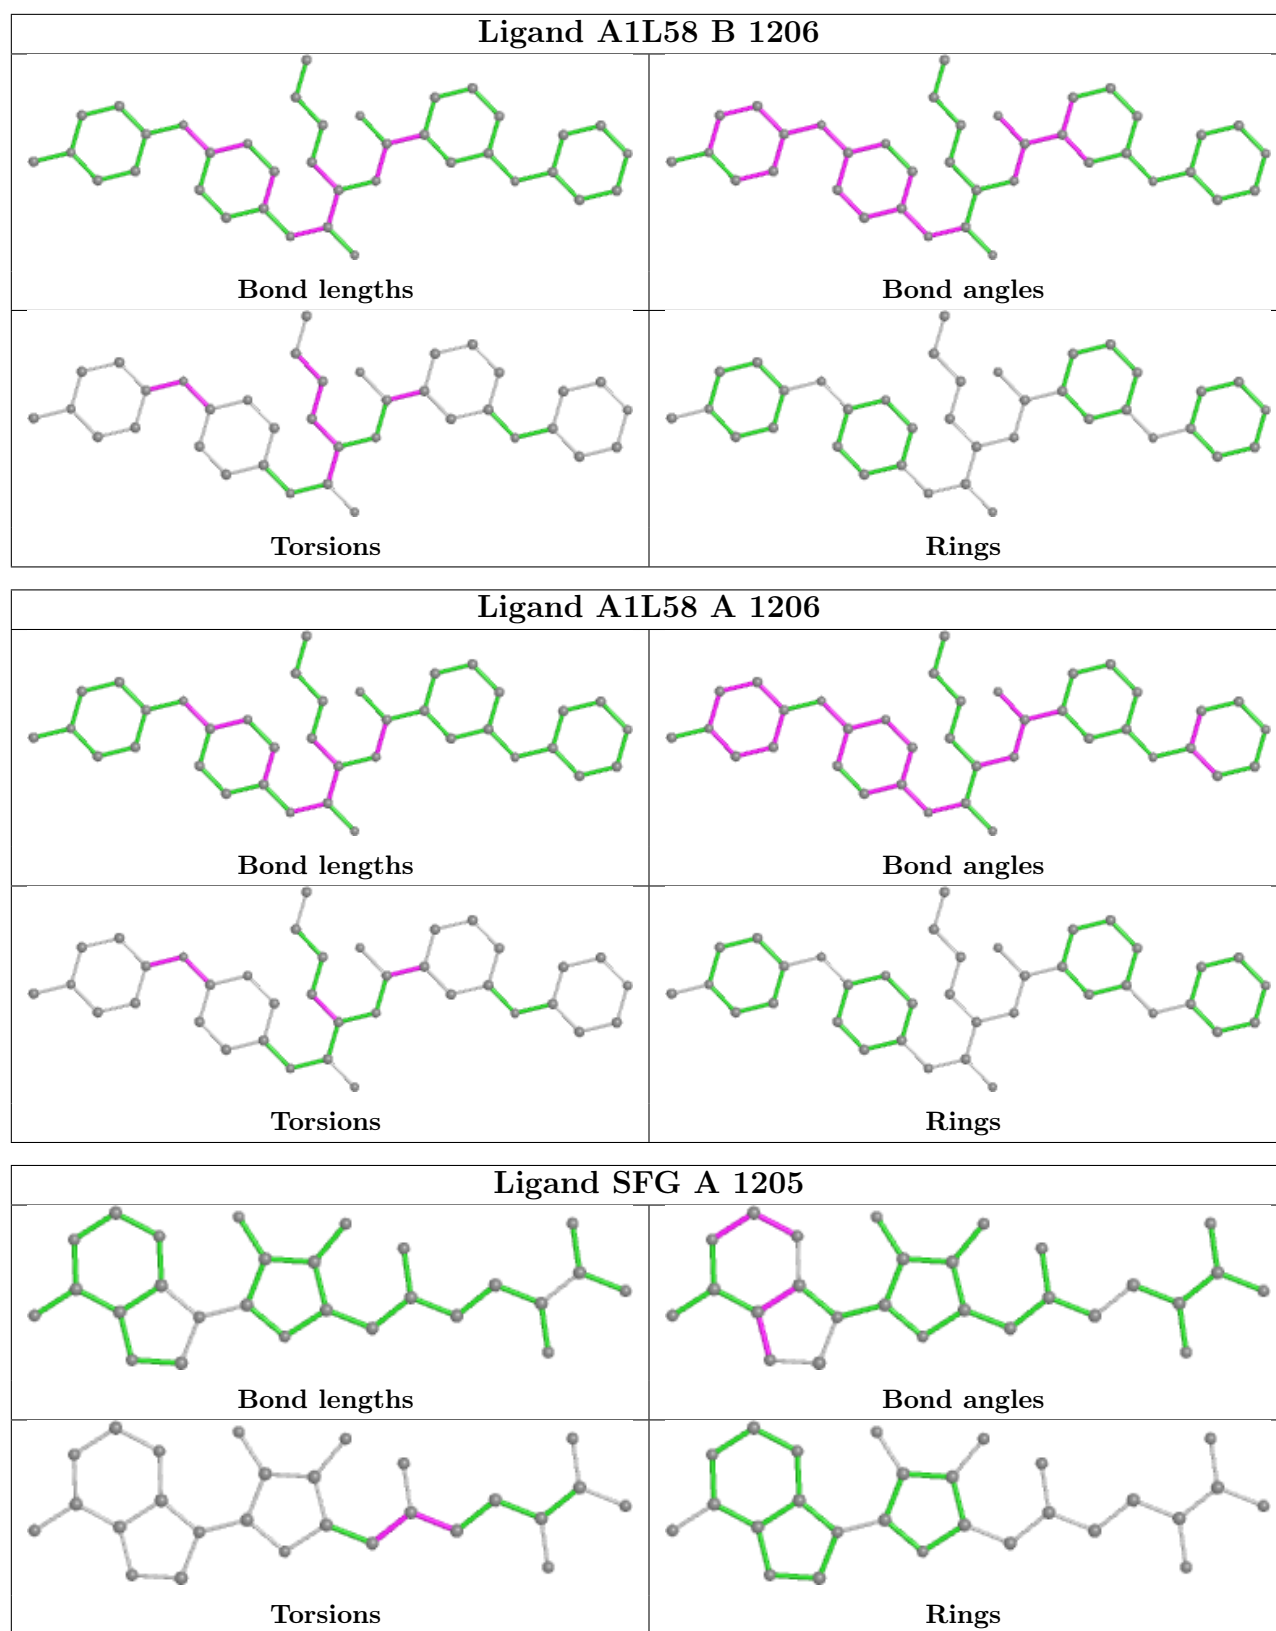 Ligand A1L58 B 1206
Bond lengths
Bond angles
Torsions
Rings
Ligand A1L58 A 1206
Bond lengths
Bond angles
Torsions
Rings
Ligand SFG A 1205
Bond lengths
Bond angles
Torsions
Rings